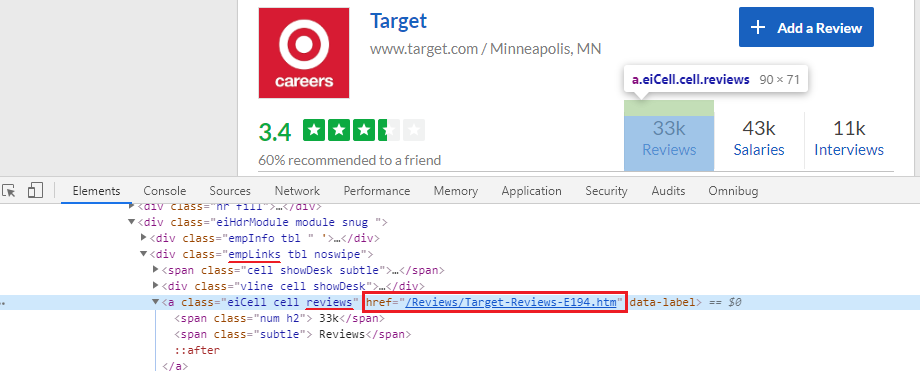 Target
www.target.com / Minneapolis, MN
+ Add a Review
careers
a.eiCell.cell.reviews 90 × 71
3.4
60% recommended to a friend
33k
Reviews
43k
Salaries
11k
Interviews
Elements Console Sources Network Performance Memory Application Security Audits Omnibug
▶<div class="hr fill">…</div>
▼<div class="eiHdrModule module snug ">
▶<div class="empInfo tbl " '>…</div>
▼<div class="empLinks tbl noswipe">
▶<span class="cell showDesk subtle">…</span>
▶<div class="vline cell showDesk">…</div>
… ▼<a class="eiCell cell reviews" href="/Reviews/Target-Reviews-E194.htm" data-label> == $0
<span class="num h2"> 33k</span>
<span class="subtle"> Reviews</span>
::after
</a>